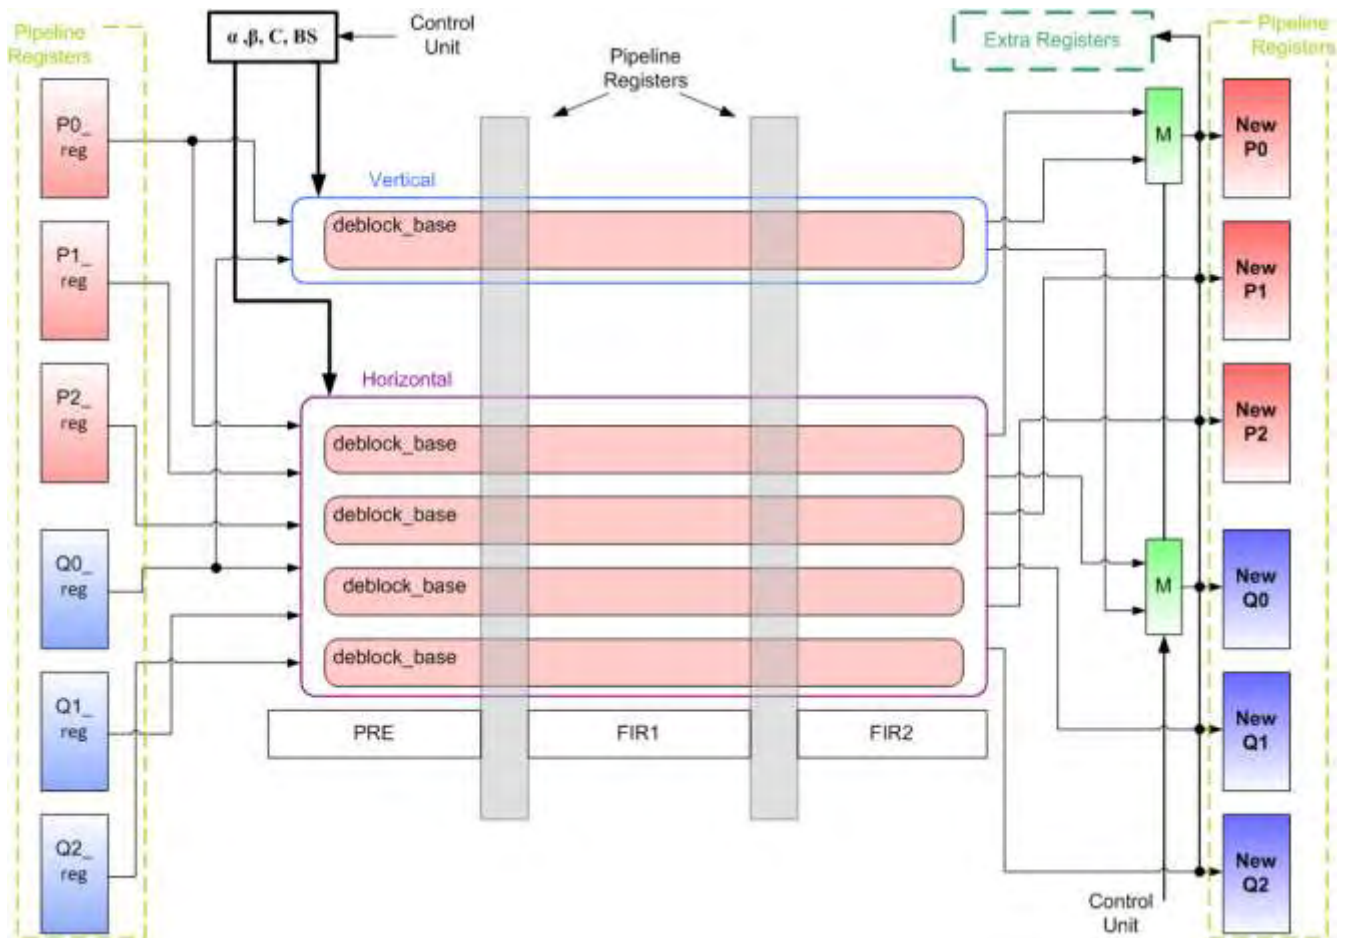 Pipeline
Registers
α ,β, C, BS
Control
Unit
Pipeline
Registers
Extra Registers
Pipeline
Registers
P0_
reg
P1_
reg
P2_
reg
Q0_
reg
Q1_
reg
Q2_
reg
Vertical
deblock_base
Horizontal
deblock_base
deblock_base
deblock_base
deblock_base
PRE
FIR1
FIR2
M
M
Control
Unit
New
P0
New
P1
New
P2
New
Q0
New
Q1
New
Q2